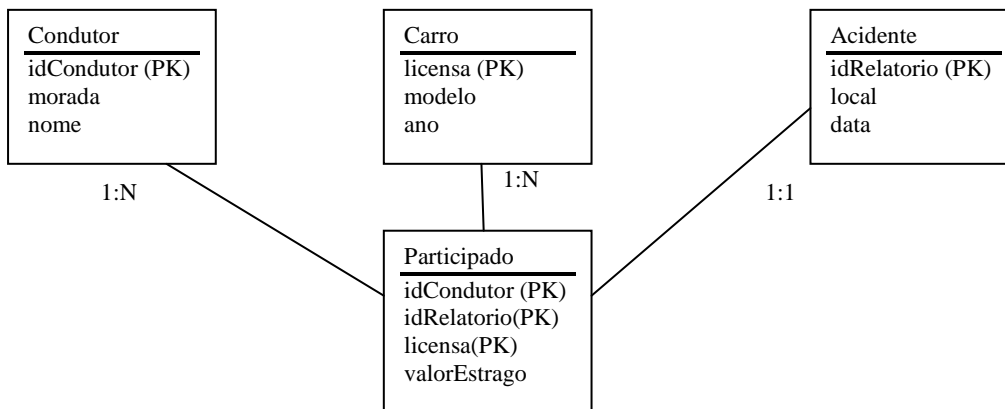 Condutor
idCondutor (PK)
morada
nome
Carro
licensa (PK)
modelo
ano
Acidente
idRelatorio (PK)
local
data
1:N
1:N
1:1
Participado
idCondutor (PK)
idRelatorio(PK)
licensa(PK)
valorEstrago